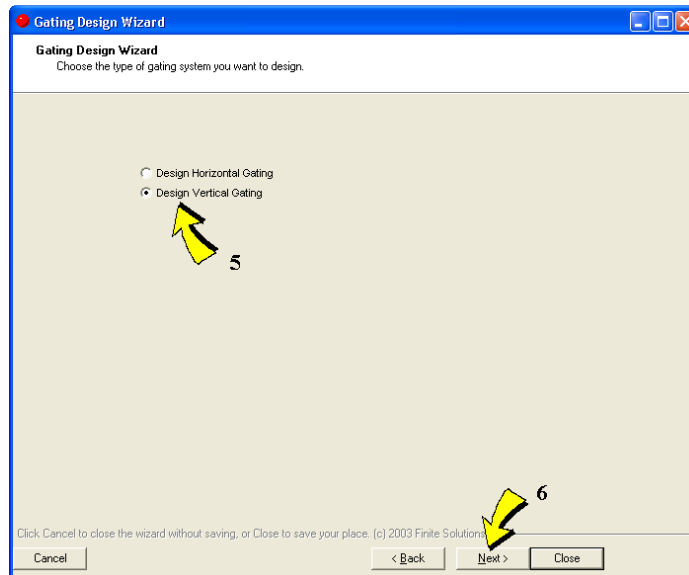 Gating Design Wizard
Gating Design Wizard
Choose the type of gating system you want to design.
Design Horizontal Gating
Design Vertical Gating
5
6
Click Cancel to close the wizard without saving, or Close to save your place. (c) 2003 Finite Solutions
Cancel
< Back
Next >
Close